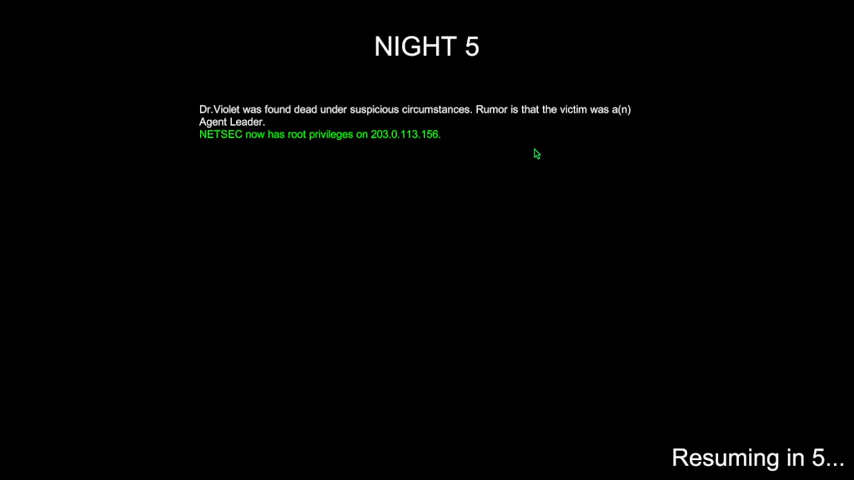 NIGHT 5
Dr.Violet was found dead under suspicious circumstances. Rumor is that the victim was a(n)
Agent Leader.
NETSEC now has root privileges on 203.0.113.156.
Resuming in 5...